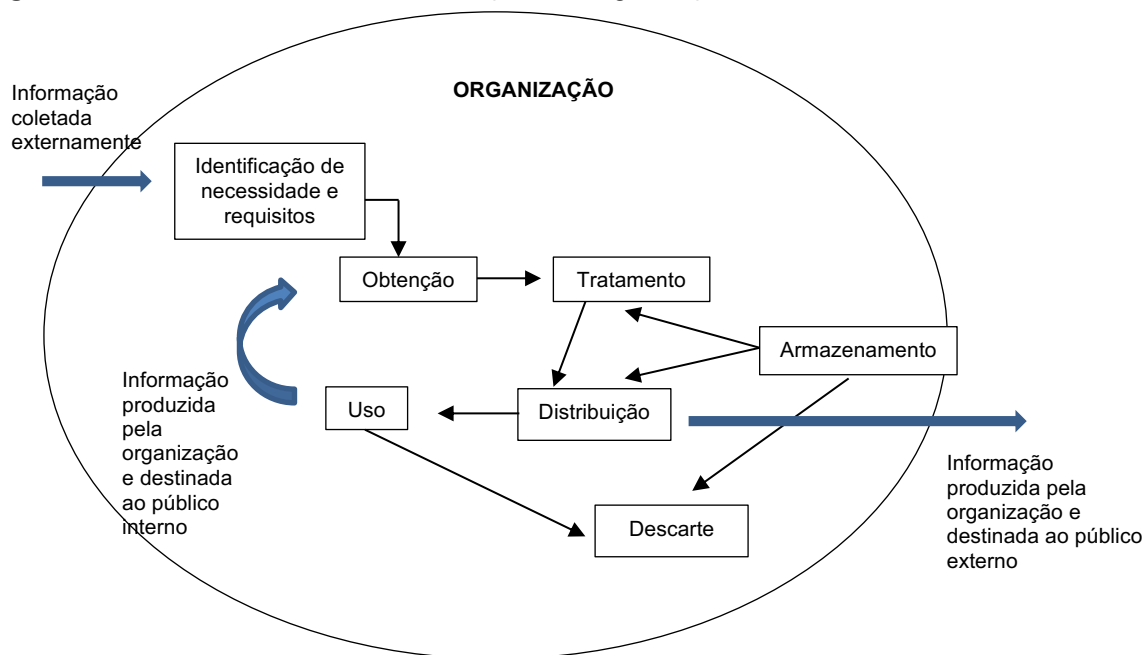 ORGANIZAÇÃO
Informação
coletada
externamente
Identificação de
necessidade e
requisitos
Obtenção
Tratamento
Armazenamento
Informação
produzida
pela
organização
e destinada
ao público
interno
Uso
Distribuição
Informação
produzida pela
organização e
destinada ao público
externo
Descarte